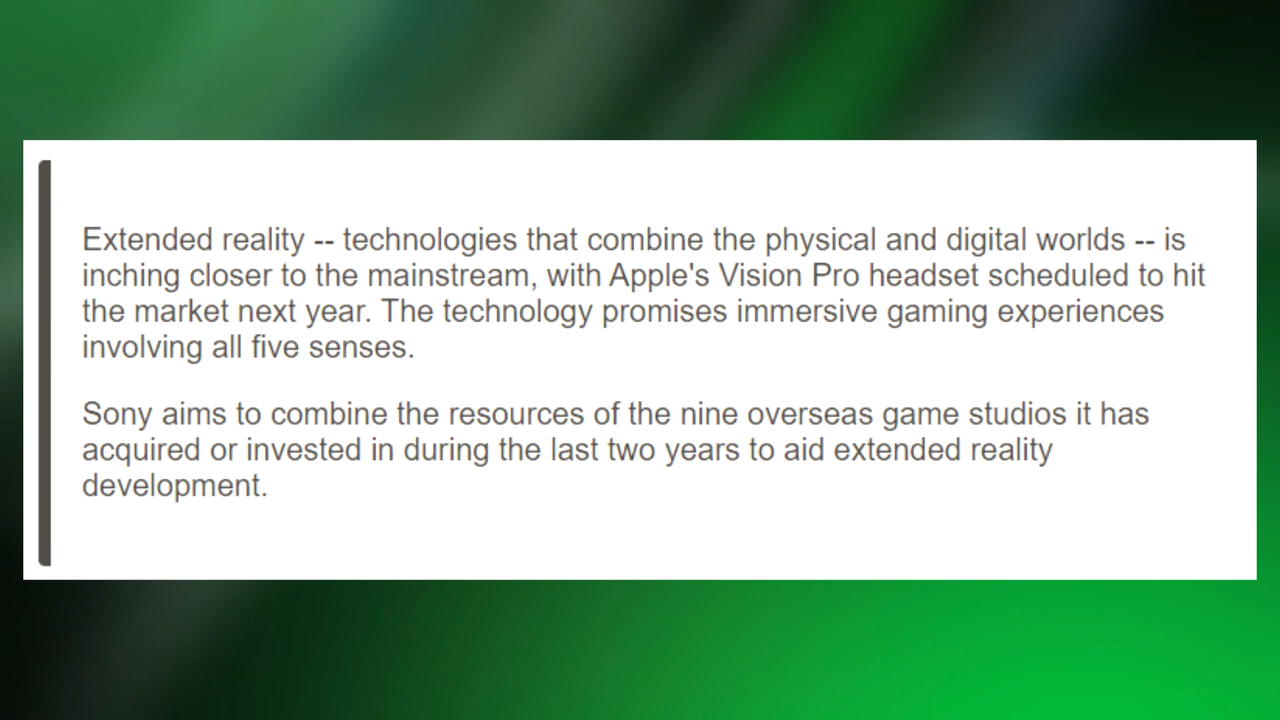 Extended reality -- technologies that combine the physical and digital worlds -- is
inching closer to the mainstream, with Apple's Vision Pro headset scheduled to hit
the market next year. The technology promises immersive gaming experiences
involving all five senses.
Sony aims to combine the resources of the nine overseas game studios it has
acquired or invested in during the last two years to aid extended reality
development.